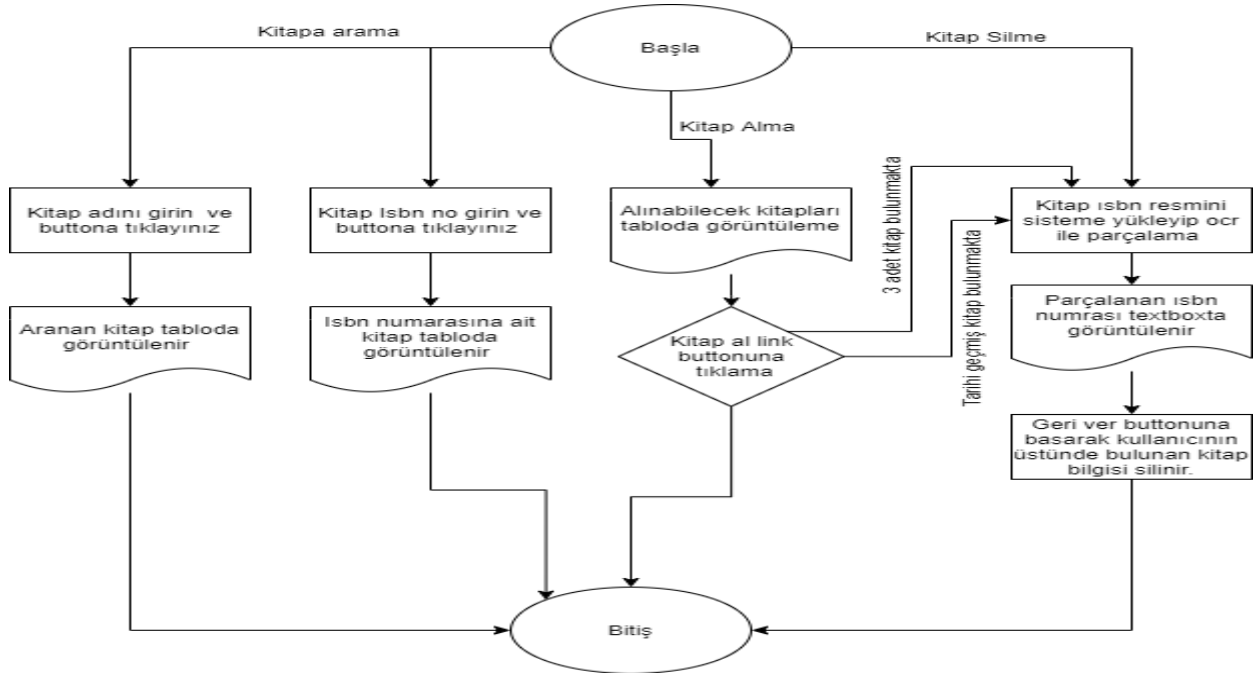 Kitapa arama
Başla
Kitap Silme
Kitap Alma
Kitap adını girin ve
buttona tıklayınız
Kitap Isbn no girin ve
buttona tıklayınız
Alınabilecek kitapları
tabloda görüntüleme
3 adet kitap bulunmakta
Tarihi geçmiş kitap bulunmakta
Kitap ısbn resmini
sisteme yükleyip ocr
ile parçalama
Aranan kitap tabloda
görüntülenir
Isbn numarasına ait
kitap tabloda
görüntülenir
Kitap al link
buttonuna
tıklama
Parçalanan ısbn
numrası textboxta
görüntülenir
Geri ver buttonuna
basarak kullanıcının
üstünde bulunan kitap
bilgisi silinir.
Bitiş